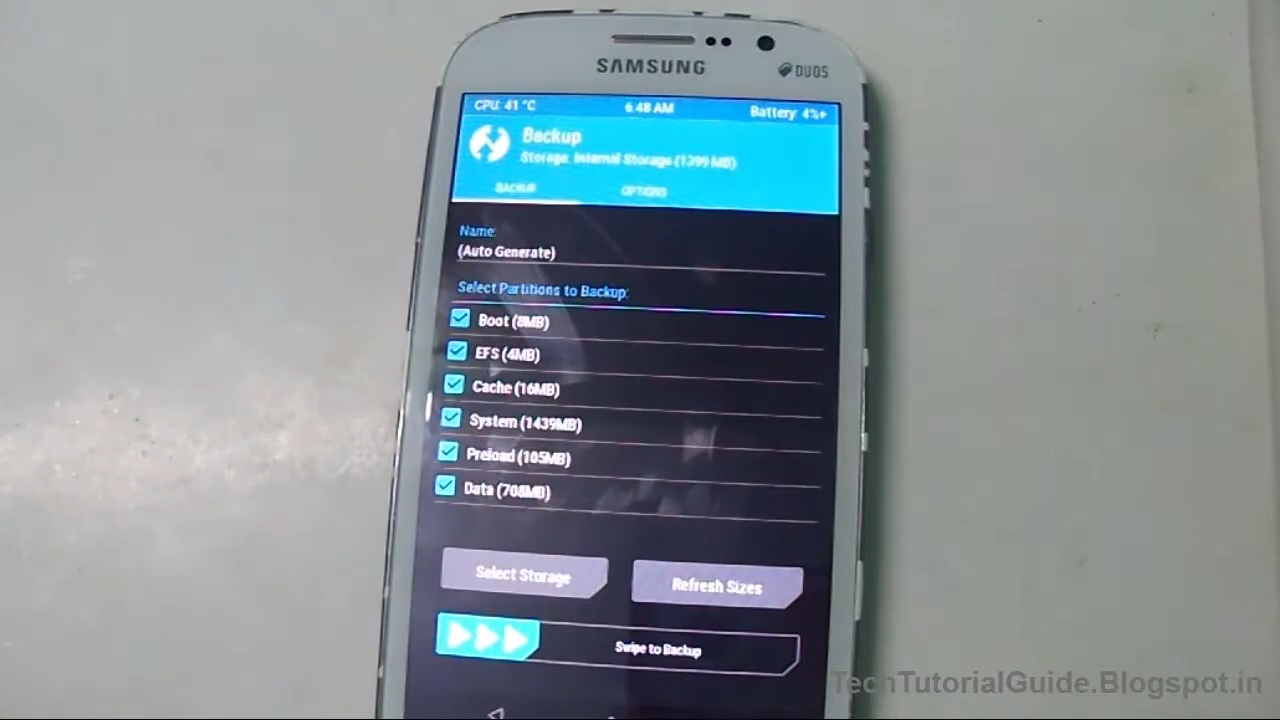 SAMSUNG
DUOS
CPU: 41 °C 6:48 AM Battery: 4%+
Backup
Storage: Internal Storage (1399 MB)
BACKUP OPTIONS
Name:
(Auto Generate)
Select Partitions to Backup:
Boot (8MB)
EFS (4MB)
Cache (16MB)
System (1439MB)
Preload (105MB)
Data (708MB)
Select Storage Refresh Sizes
Swipe to Backup
TechTutorialGuide.Blogspot.in